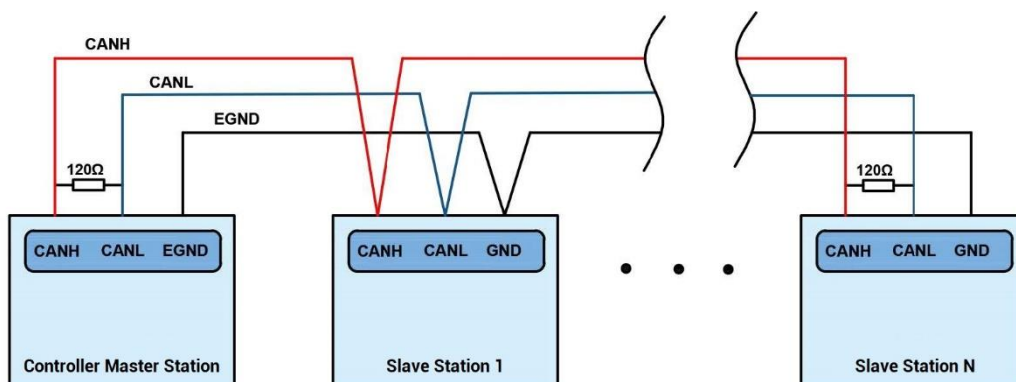 CANH
CANL
EGND
120Ω
120Ω
CANH CANL EGND
CANH CANL GND
CANH CANL GND
Controller Master Station
Slave Station 1
Slave Station N